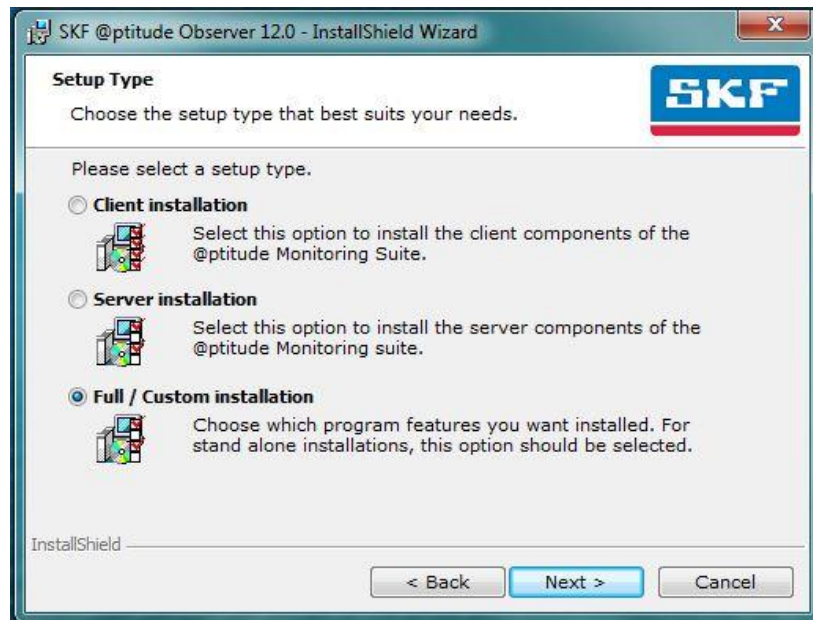 SKF @ptitude Observer 12.0 - InstallShield Wizard
Setup Type
Choose the setup type that best suits your needs.
SKF
Please select a setup type.
Client installation
Select this option to install the client components of the
@ptitude Monitoring Suite.
Server installation
Select this option to install the server components of the
@ptitude Monitoring suite.
Full / Custom installation
Choose which program features you want installed. For
stand alone installations, this option should be selected.
InstallShield
< Back
Next >
Cancel